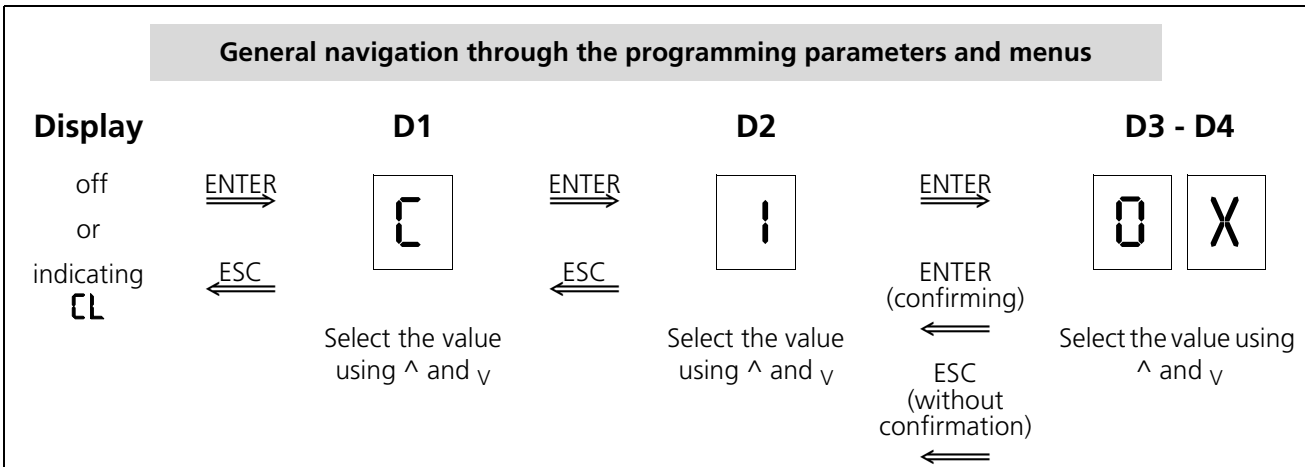 General navigation through the programming parameters and menus
Display D1 D2 D3 - D4
off
or
indicating
CL
ENTER
ESC
C
Select the value
using ^ and v
ENTER
ESC
1
Select the value
using ^ and v
ENTER
ENTER
(confirming)
ESC
(without
confirmation)
0 X
Select the value using
^ and v